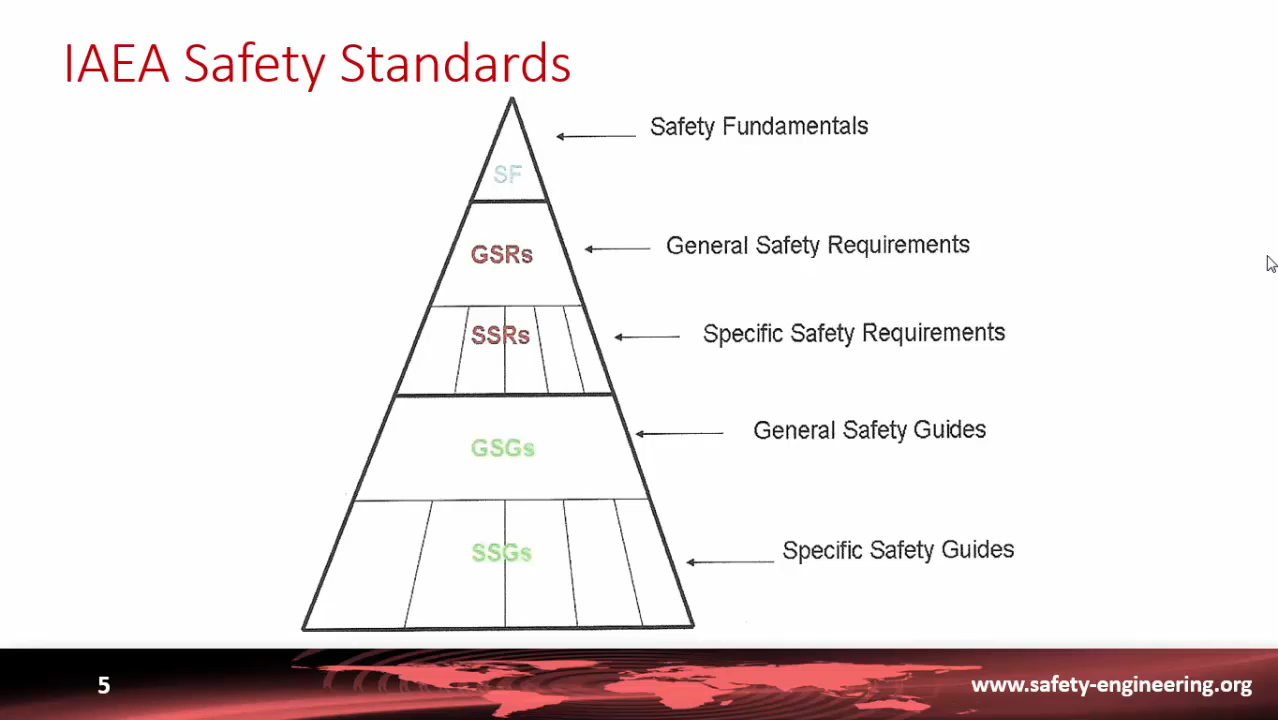 IAEA Safety Standards
Safety Fundamentals
SF
GSRs
General Safety Requirements
SSRs
Specific Safety Requirements
GSGs
General Safety Guides
SSGs
Specific Safety Guides
5
www.safety-engineering.org